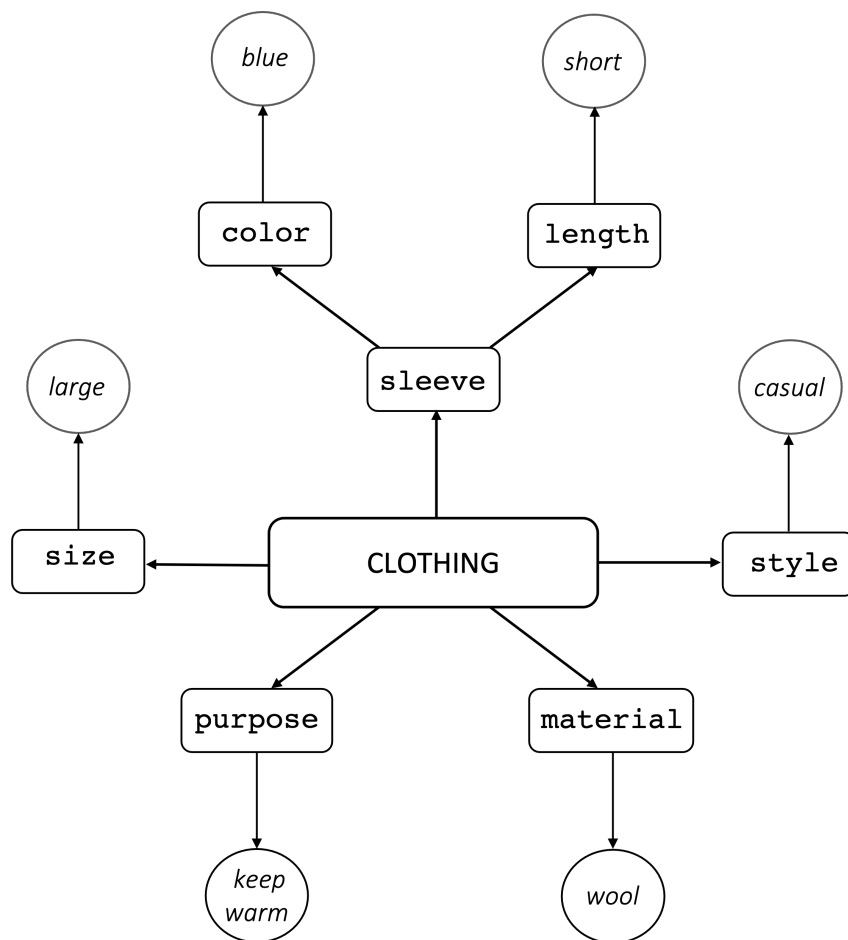 blue
short
color
length
sleeve
large
casual
size
CLOTHING
style
purpose
material
keep
warm
wool